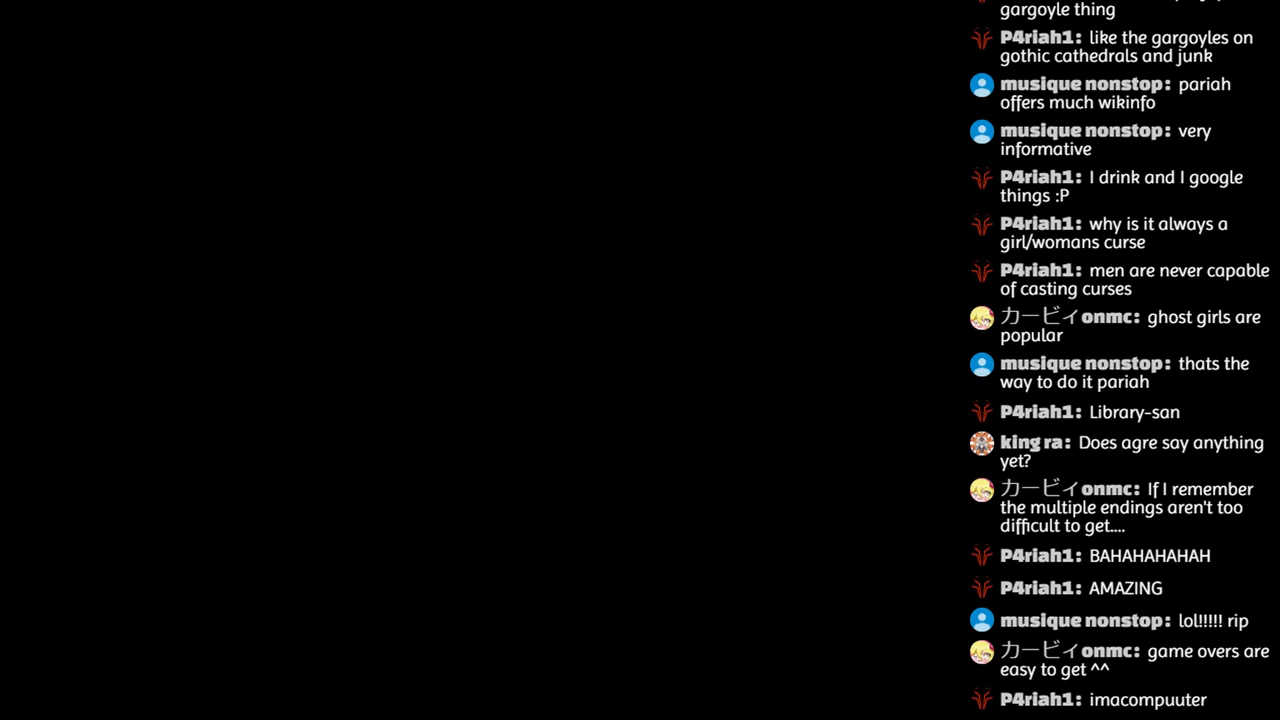 gargoyle thing
P4riah1: like the gargoyles on
gothic cathedrals and junk
musique nonstop: pariah
offers much wikinfo
musique nonstop: very
informative
P4riah1: I drink and I google
things :P
P4riah1: why is it always a
girl/womans curse
P4riah1: men are never capable
of casting curses
カービィonmc: ghost girls are
popular
musique nonstop: thats the
way to do it pariah
P4riah1: Library-san
king ra: Does agre say anything
yet?
カービィonmc: If I remember
the multiple endings aren't too
difficult to get....
P4riah1: BAHAHAHAHAH
P4riah1: AMAZING
musique nonstop: lol!!!!! rip
カービィonmc: game overs are
easy to get ^^
P4riah1: imacompuuter